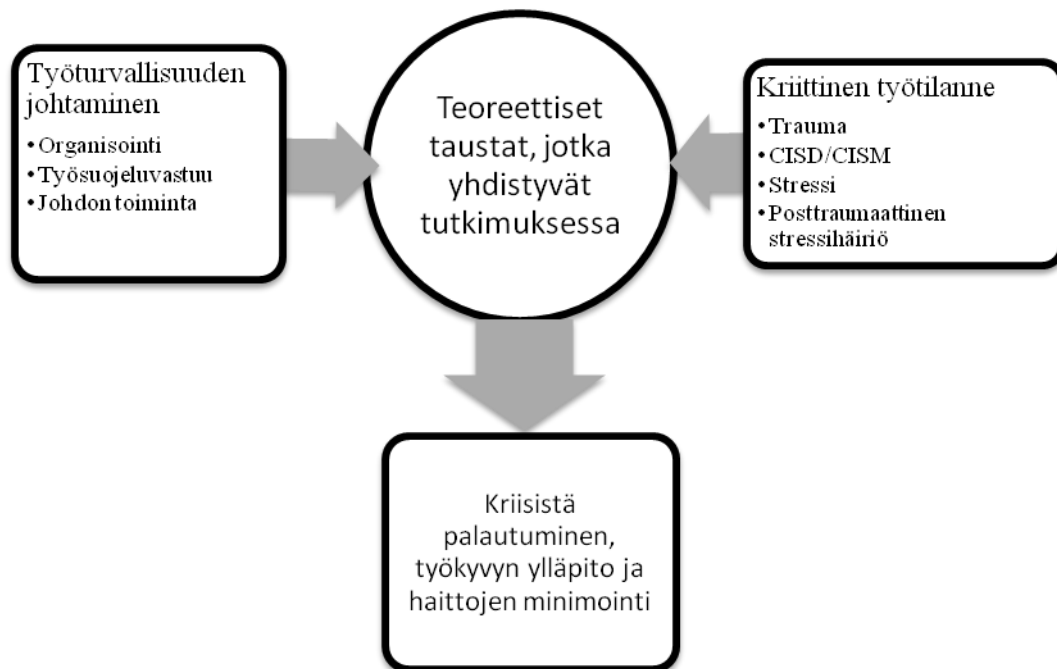 Työturvallisuuden
johtaminen
• Organisointi
• Työsuojeluvastuu
• Johdon toiminta
Teoreettiset
taustat, jotka
yhdistyvät
tutkimuksessa
Kriittinen työtilanne
• Trauma
• CISD/CISM
• Stressi
• Posttraumaattinen
stressihäiriö
Kriisistä
palautuminen,
työkyvyn ylläpito ja
haittojen minimointi